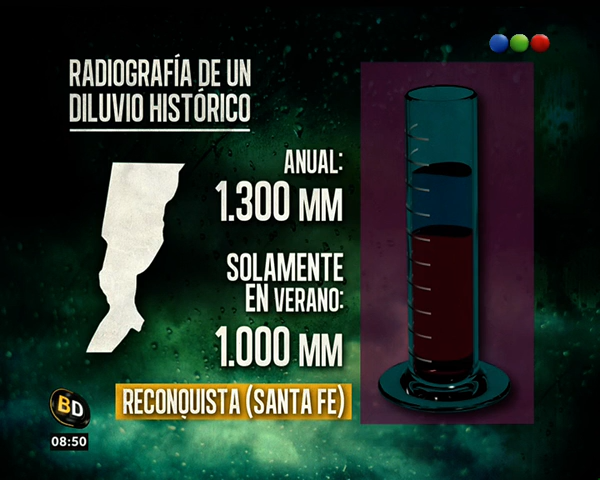 RADIOGRAFÍA DE UN
DILUVIO HISTÓRICO
ANUAL:
1.300 MM
SOLAMENTE
EN VERANO:
1.000 MM
RECONQUISTA (SANTA FE)
BD
08:50